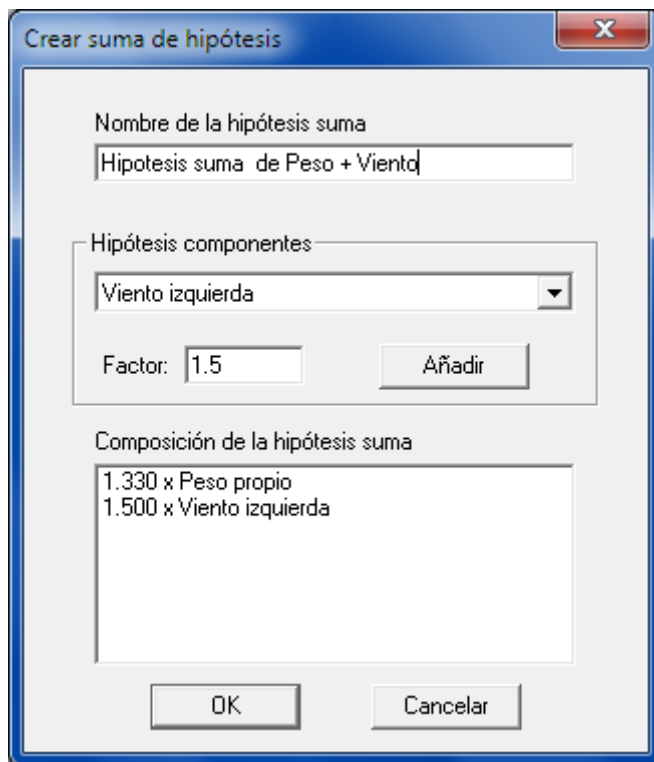 Crear suma de hipótesis
Nombre de la hipótesis suma
Hipotesis suma  de Peso + Viento
Hipótesis componentes
Viento izquierda
Factor: 1.5 Añadir
Composición de la hipótesis suma
1.330 x Peso propio
1.500 x Viento izquierda
OK Cancelar